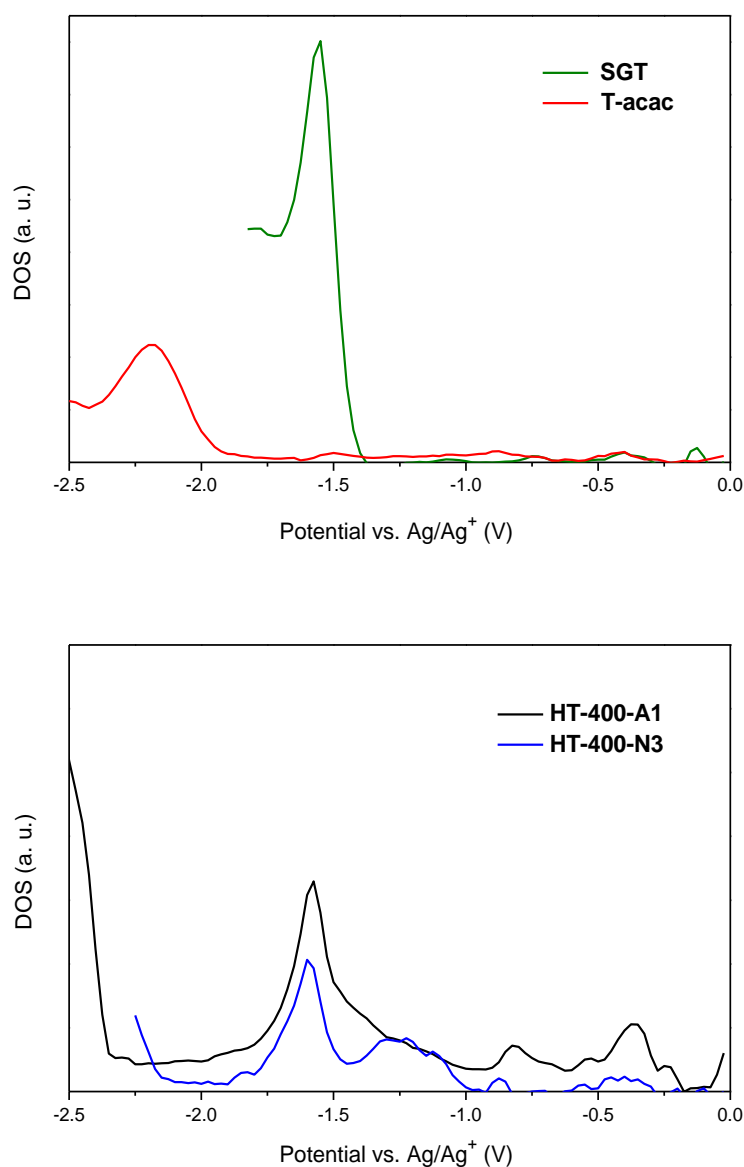 DOS (a. u.)
SGT
T-acac
-2.5 -2.0 -1.5 -1.0 -0.5 0.0
Potential vs. Ag/Ag⁺ (V)
DOS (a. u.)
HT-400-A1
HT-400-N3
-2.5 -2.0 -1.5 -1.0 -0.5 0.0
Potential vs. Ag/Ag⁺ (V)